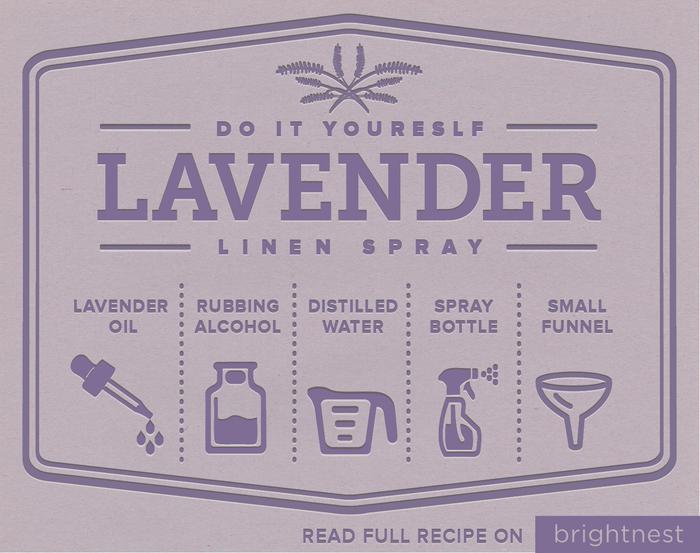 DO IT YOURESLF
LAVENDER
LINEN SPRAY
LAVENDER
OIL
RUBBING
ALCOHOL
DISTILLED
WATER
SPRAY
BOTTLE
SMALL
FUNNEL
READ FULL RECIPE ON brightnest